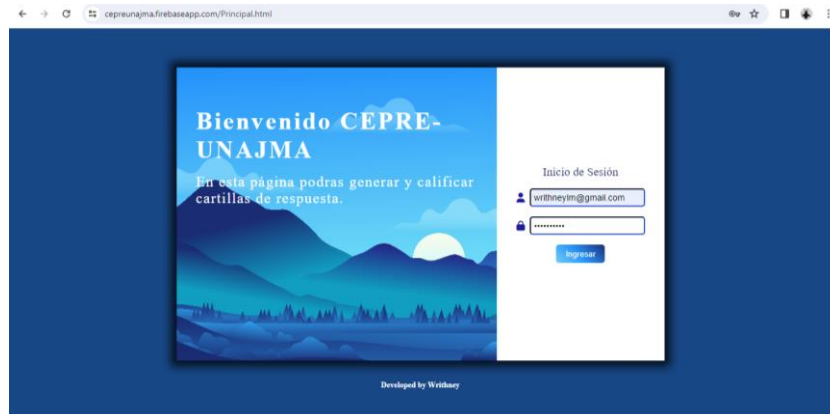 cepreunajma.firebaseapp.com/Principal.html
Bienvenido CEPRE-
UNAJMA
En esta página podras generar y calificar
cartillas de respuesta.
Inicio de Sesión
writhneylm@gmail.com
••••••••••
Ingresar
Developed by Writhney